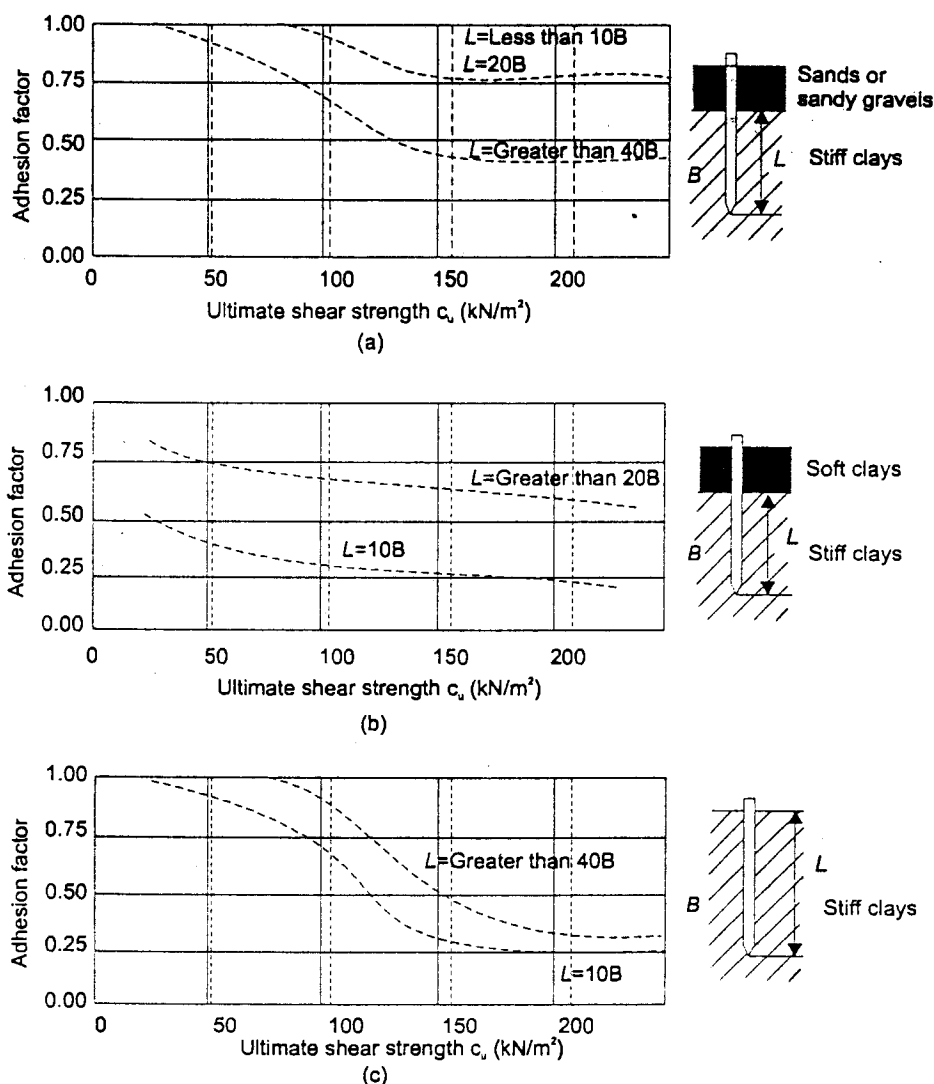 1.00
0.75
0.50
0.25
0.00
Adhesion factor
L=Less than 10B
L=20B
L=Greater than 40B
0 50 100 150 200
Ultimate shear strength cᵤ (kN/m²)
(a)
Sands or
sandy gravels
B
L
Stiff clays
1.00
0.75
0.50
0.25
0.00
Adhesion factor
L=Greater than 20B
L=10B
0 50 100 150 200
Ultimate shear strength cᵤ (kN/m²)
(b)
Soft clays
B
L
Stiff clays
1.00
0.75
0.50
0.25
0.00
Adhesion factor
L=Greater than 40B
L=10B
0 50 100 150 200
Ultimate shear strength cᵤ (kN/m²)
(c)
L
B
Stiff clays